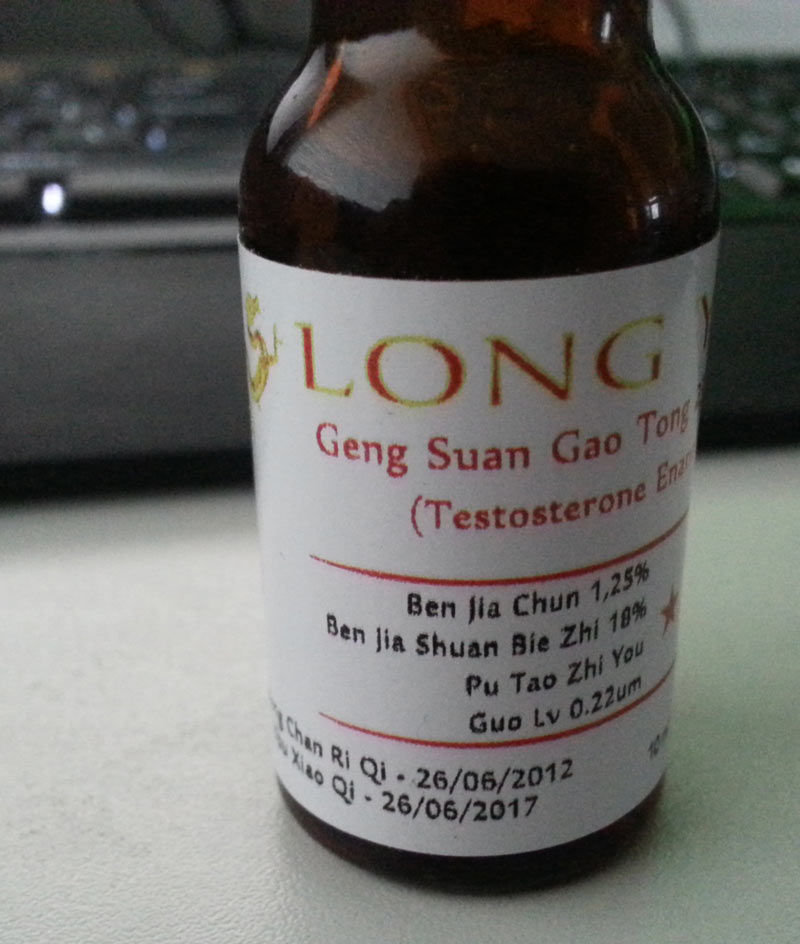 LONG
Geng Suan Gao Tong
(Testosterone
Ben Jia Chun 1,25%
Ben Jia Shuan Bie Zhi 18%
Pu Tao Zhi You
Guo Lv 0.22um
Chan Ri Qi - 26/06/2012
Xiao Qi - 26/06/2017